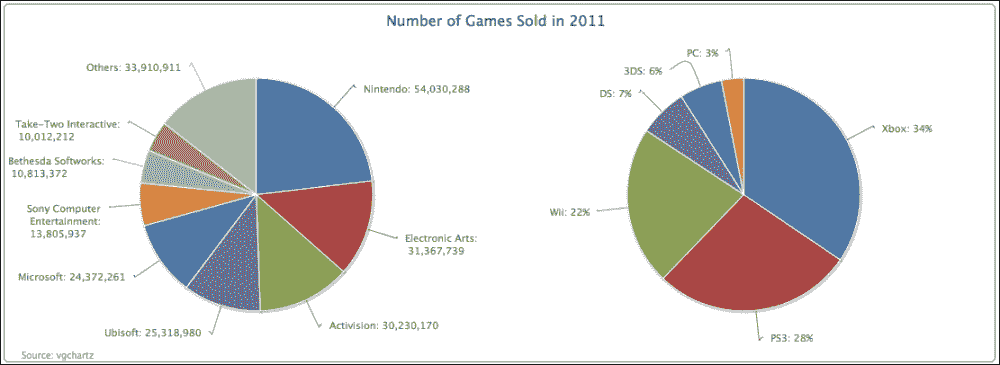 Number of Games Sold in 2011
Others: 33,910,911
Nintendo: 54,030,288
Take-Two Interactive:
10,012,212
Bethesda Softworks:
10,813,372
Sony Computer
Entertainment:
13,805,937
Electronic Arts:
31,367,739
Microsoft: 24,372,261
Ubisoft: 25,318,980
Activision: 30,230,170
Source: vgchartz
PC: 3%
3DS: 6%
DS: 7%
Xbox: 34%
Wii: 22%
PS3: 28%